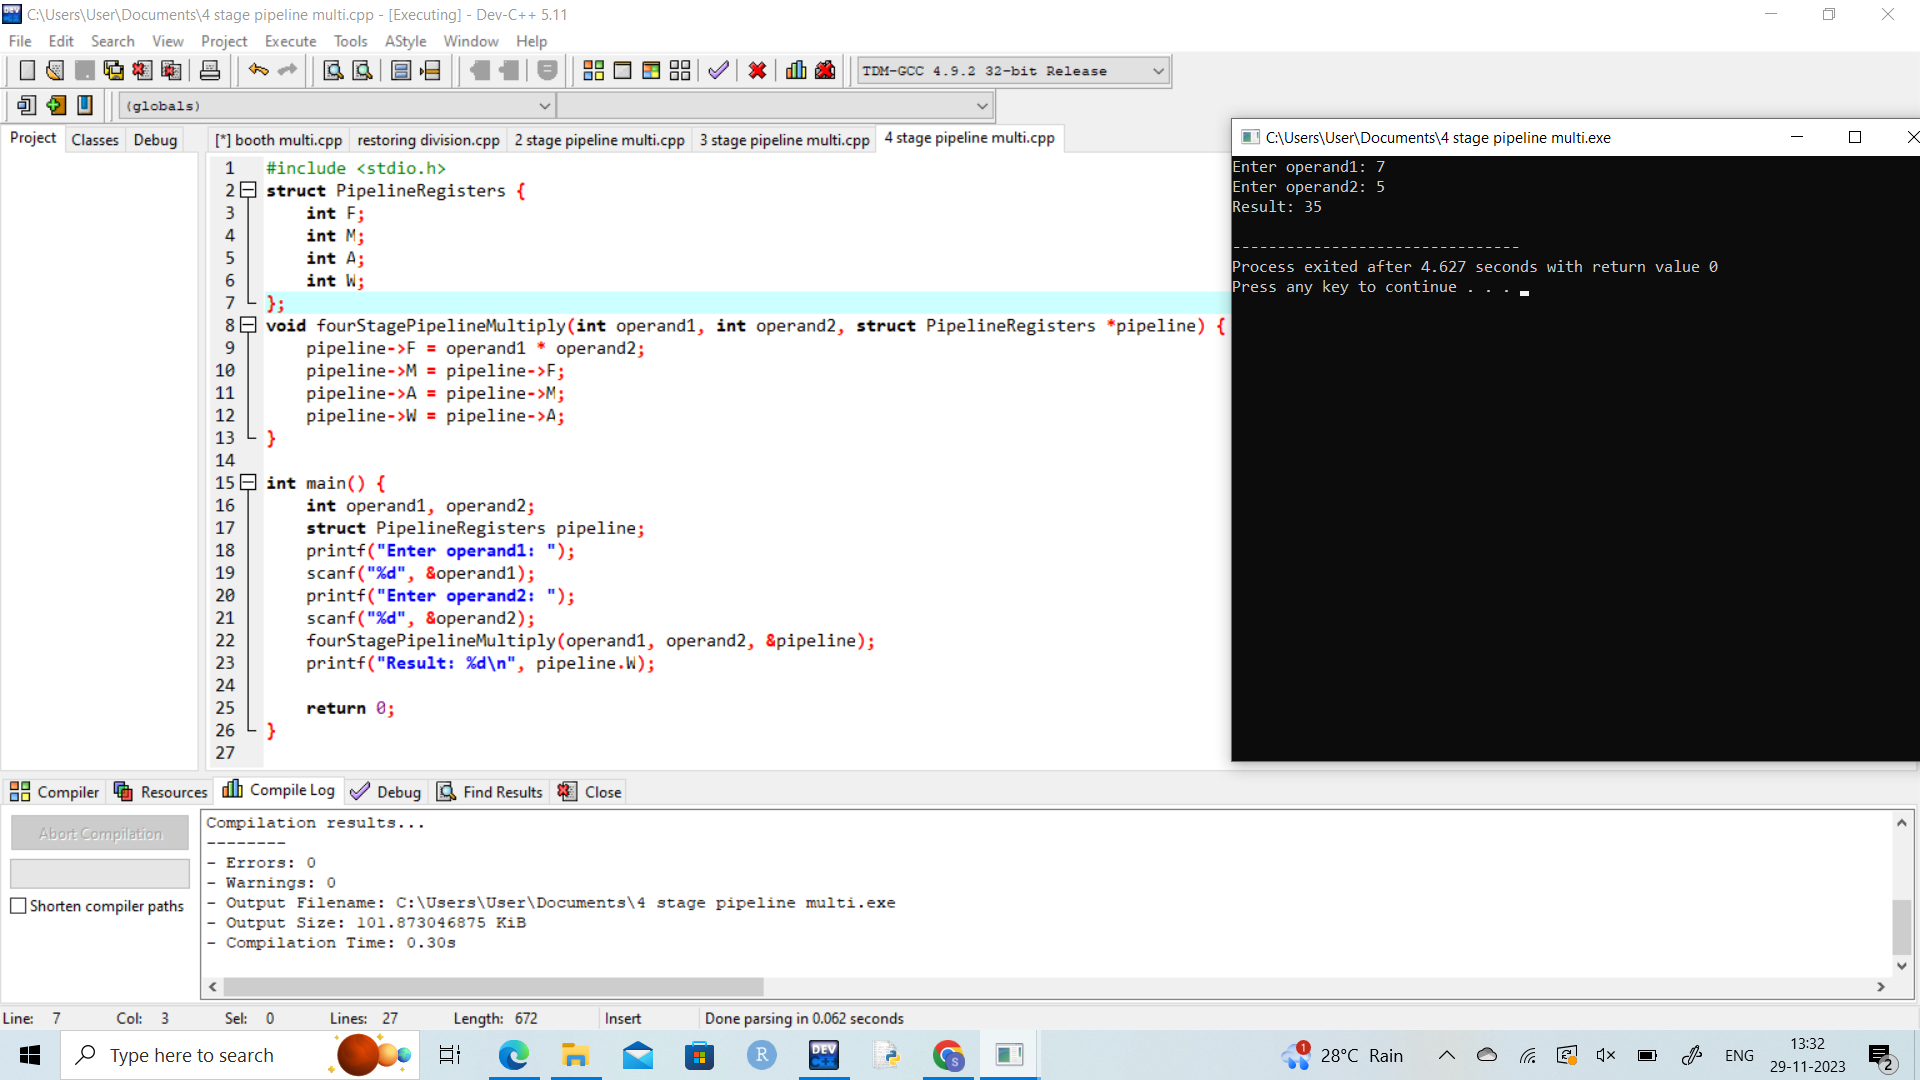 C:\Users\User\Documents\4 stage pipeline multi.cpp - [Executing] - Dev-C++ 5.11
File Edit Search View Project Execute Tools AStyle Window Help
TDM-GCC 4.9.2 32-bit Release
(globals)
Project Classes Debug
[*] booth multi.cpp restoring division.cpp 2 stage pipeline multi.cpp 3 stage pipeline multi.cpp 4 stage pipeline multi.cpp
1 #include <stdio.h>
2 struct PipelineRegisters {
3 int F;
4 int M;
5 int A;
6 int W;
7 };
8 void fourStagePipelineMultiply(int operand1, int operand2, struct PipelineRegisters *pipeline) {
9 pipeline->F = operand1 * operand2;
10 pipeline->M = pipeline->F;
11 pipeline->A = pipeline->M;
12 pipeline->W = pipeline->A;
13 }
14
15 int main() {
16 int operand1, operand2;
17 struct PipelineRegisters pipeline;
18 printf("Enter operand1: ");
19 scanf("%d", &operand1);
20 printf("Enter operand2: ");
21 scanf("%d", &operand2);
22 fourStagePipelineMultiply(operand1, operand2, &pipeline);
23 printf("Result: %d\n", pipeline.W);
24
25 return 0;
26 }
27
C:\Users\User\Documents\4 stage pipeline multi.exe
Enter operand1: 7
Enter operand2: 5
Result: 35
--------------------------------
Process exited after 4.627 seconds with return value 0
Press any key to continue . . .
Compiler Resources Compile Log Debug Find Results Close
Abort Compilation
Shorten compiler paths
Compilation results...
--------
- Errors: 0
- Warnings: 0
- Output Filename: C:\Users\User\Documents\4 stage pipeline multi.exe
- Output Size: 101.873046875 KiB
- Compilation Time: 0.30s
Line: 7 Col: 3 Sel: 0 Lines: 27 Length: 672 Insert Done parsing in 0.062 seconds
Type here to search
R
DEV C++
S
1
28°C Rain
ENG
13:32
29-11-2023
2